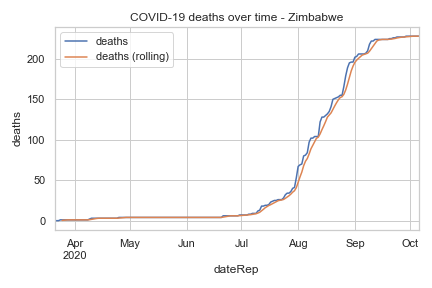 COVID-19 deaths over time - Zimbabwe
deaths
deaths (rolling)
deaths
200
150
100
50
0
Apr
2020
May
Jun
Jul
Aug
Sep
Oct
dateRep